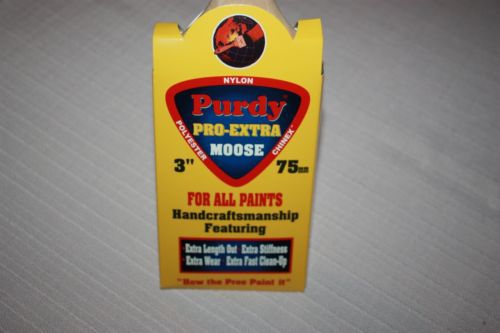 NYLON
Purdy
PRO-EXTRA
MOOSE
POLYESTER
CHINEX
3" 75mm
FOR ALL PAINTS
Handcraftsmanship
Featuring
Extra Length Out Extra Stiffness
Extra Wear Extra Fast Clean-Up
"How the Pros Paint It"